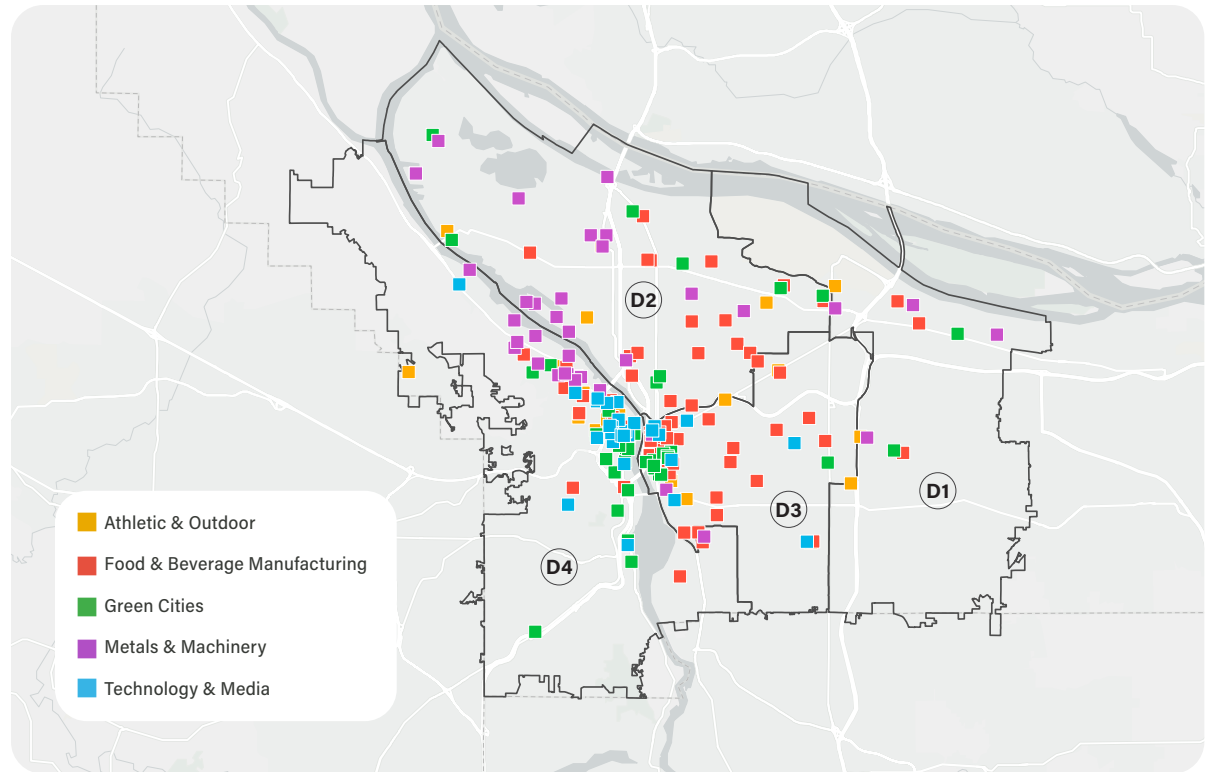 D2
D1
D3
D4
Athletic & Outdoor
Food & Beverage Manufacturing
Green Cities
Metals & Machinery
Technology & Media